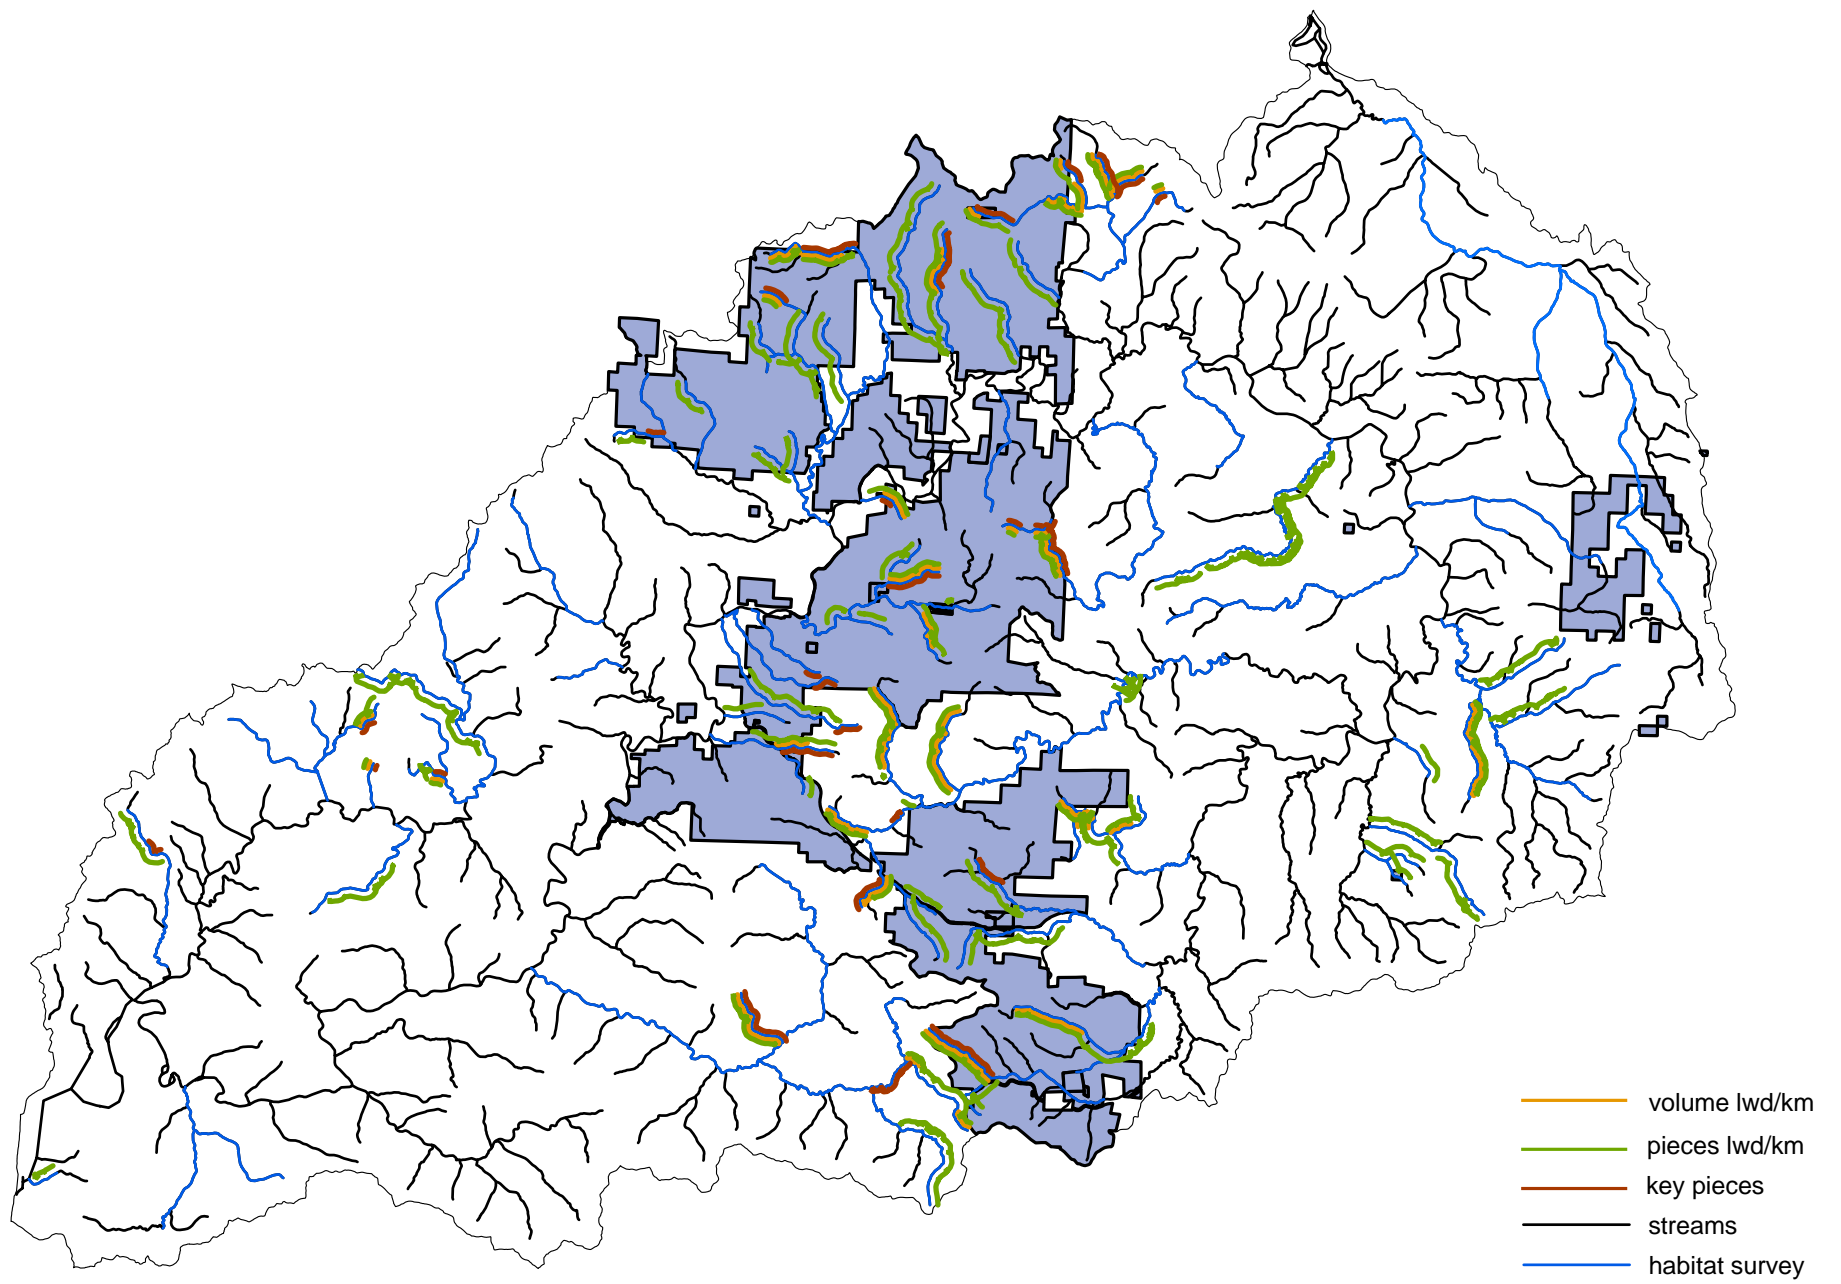 volume lwd/km
pieces lwd/km
key pieces
streams
habitat survey